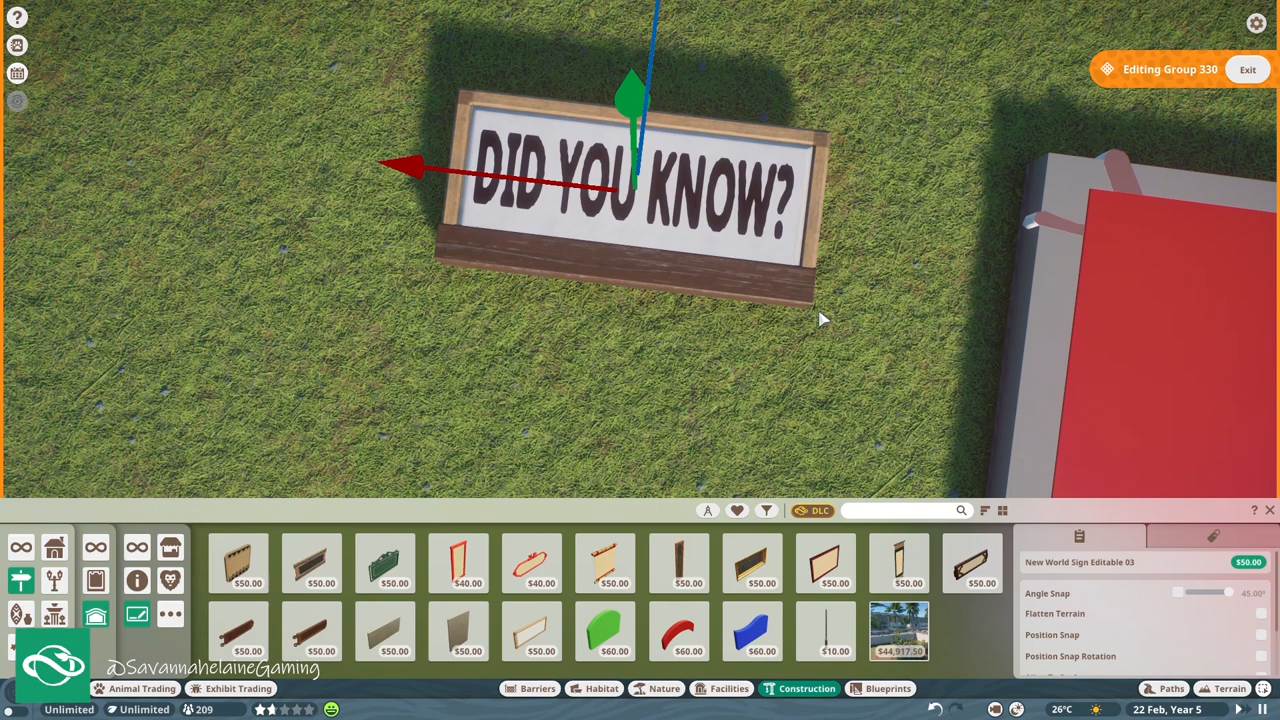 ?
Editing Group 330
Exit
DID YOU KNOW?
DLC
?
$50.00
$50.00
$50.00
$40.00
$40.00
$50.00
$50.00
$50.00
$50.00
$50.00
$50.00
$50.00
$50.00
$50.00
$50.00
$50.00
$60.00
$60.00
$60.00
$10.00
$44,917.50
New World Sign Editable 03
$50.00
Angle Snap
45.00°
Flatten Terrain
Position Snap
Position Snap Rotation
@SavannahelaineGaming
Animal Trading
Exhibit Trading
Barriers
Habitat
Nature
Facilities
Construction
Blueprints
Paths
Terrain
Unlimited
Unlimited
209
26°C
22 Feb, Year 5